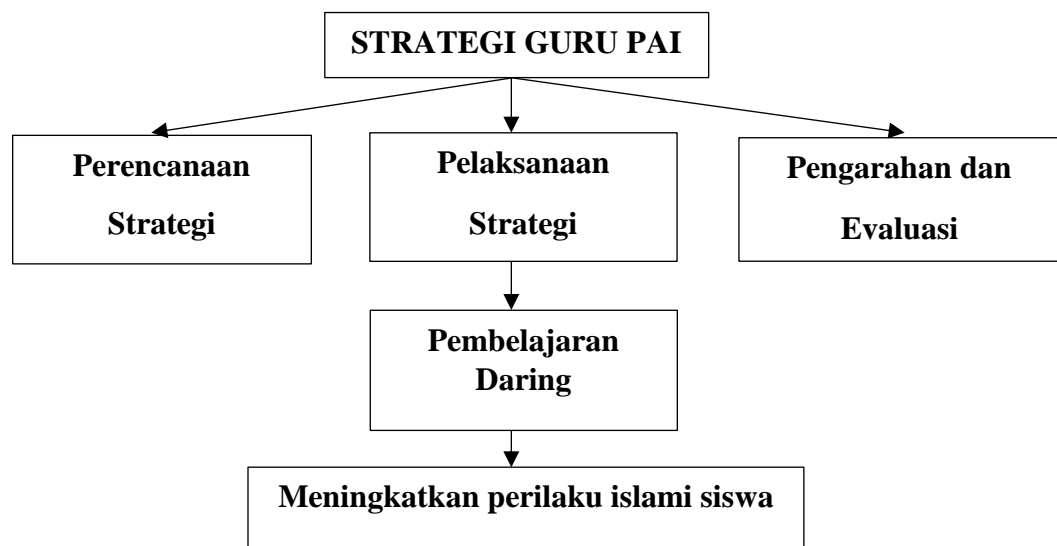 STRATEGI GURU PAI
Perencanaan
Strategi
Pelaksanaan
Strategi
Pengarahan dan
Evaluasi
Pembelajaran
Daring
Meningkatkan perilaku islami siswa